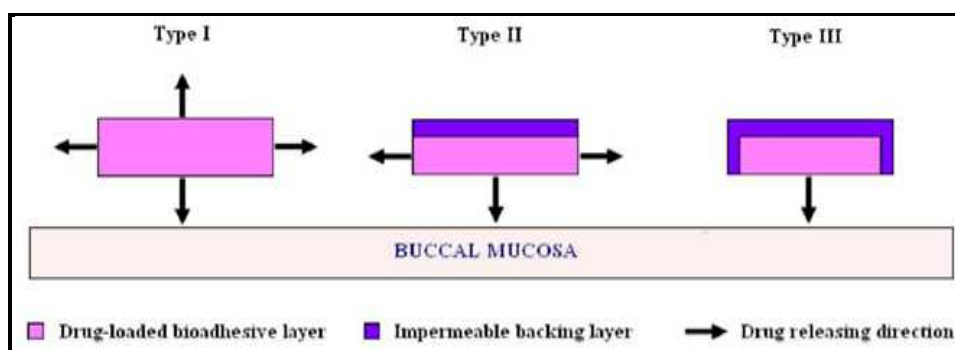 Type I
Type II
Type III
BUCCAL MUCOSA
Drug-loaded bioadhesive layer
Impermeable backing layer
Drug releasing direction